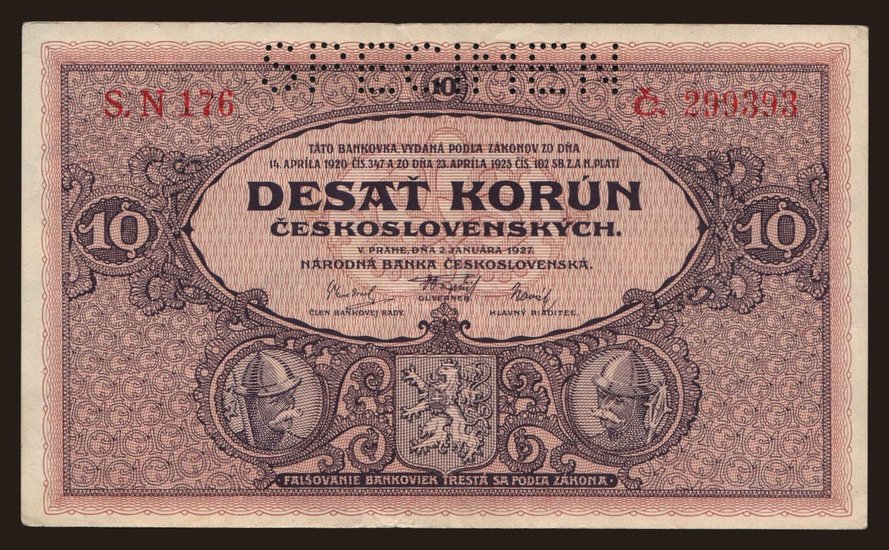 SPECIMEN
10
S. N 176 Č. 299393
TÁTO BANKOVKA, VYDANÁ PODĽA ZÁKONOV ZO DŇA
14. APRÍLA 1920 ČÍS. 347 A ZO DŇA 23. APRÍLA 1925 ČÍS. 102 SB. Z. A N., PLATÍ
DESAŤ KORÚN
ČESKOSLOVENSKÝCH.
10 10
V PRAHE, DŇA 2. JANUÁRA 1927.
NÁRODNÁ BANKA ČESKOSLOVENSKÁ.
GUVERNER.
ČLEN BAŇKOVEJ RADY. HLAVNÝ RIADITEĽ.
FALŠOVANIE BANKOVIEK TRESTÁ SA PODĽA ZÁKONA.